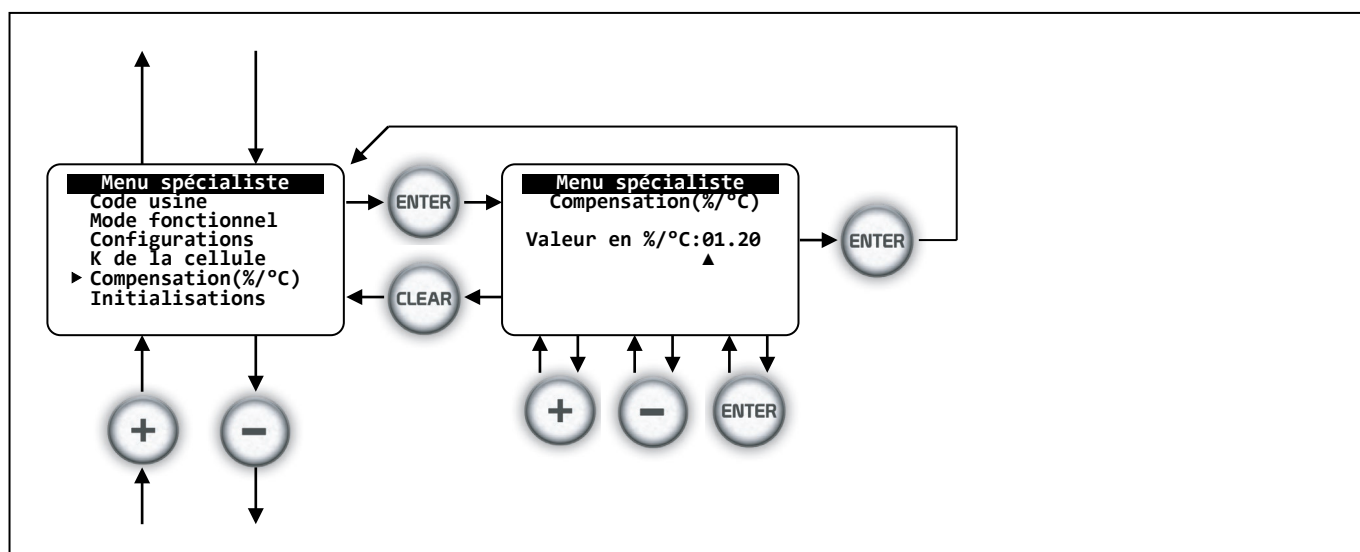 Menu spécialiste
Code usine
Mode fonctionnel
Configurations
K de la cellule
▶ Compensation(%/°C)
Initialisations
ENTER
CLEAR
+
−
Menu spécialiste
Compensation(%/°C)
Valeur en %/°C:01.20
▲
ENTER
+
−
ENTER